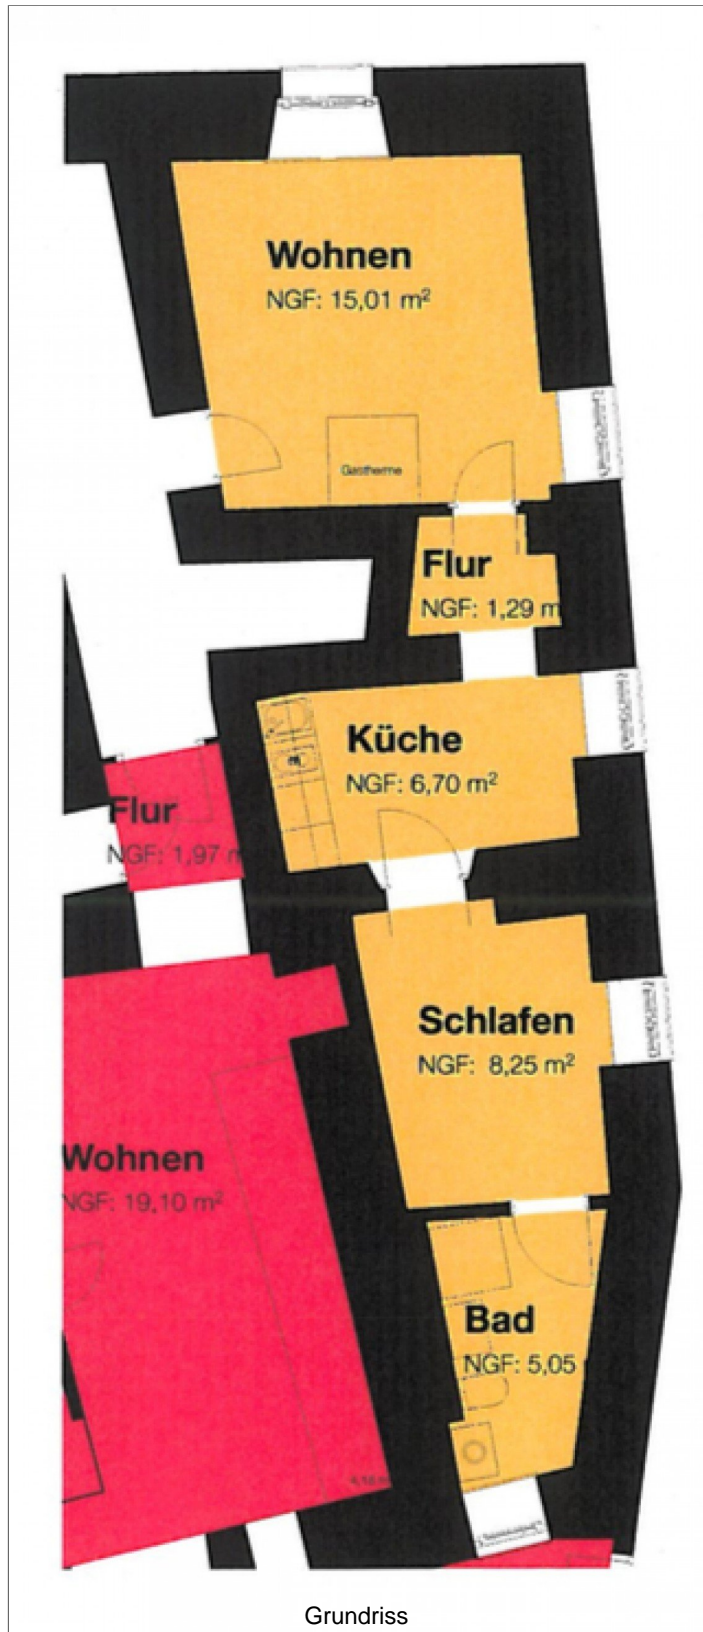 Wohnen
NGF: 15,01 m²
Gastherme
Flur
NGF: 1,29 m
Küche
NGF: 6,70 m²
Flur
NGF: 1,97 m
Schlafen
NGF: 8,25 m²
Wohnen
NGF: 19,10 m²
Bad
NGF: 5,05
Grundriss